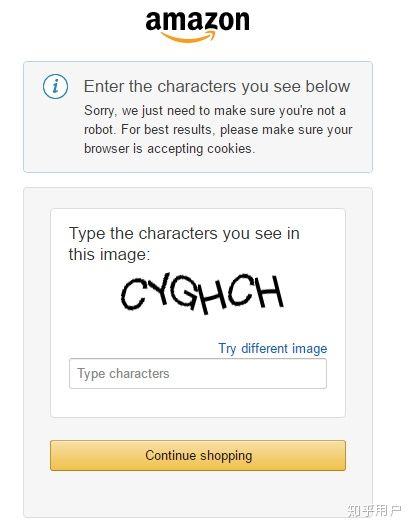 amazon
Enter the characters you see below
Sorry, we just need to make sure you're not a
robot. For best results, please make sure your
browser is accepting cookies.
Type the characters you see in
this image:
CYGHCH
Try different image
Type characters
Continue shopping
知乎用户